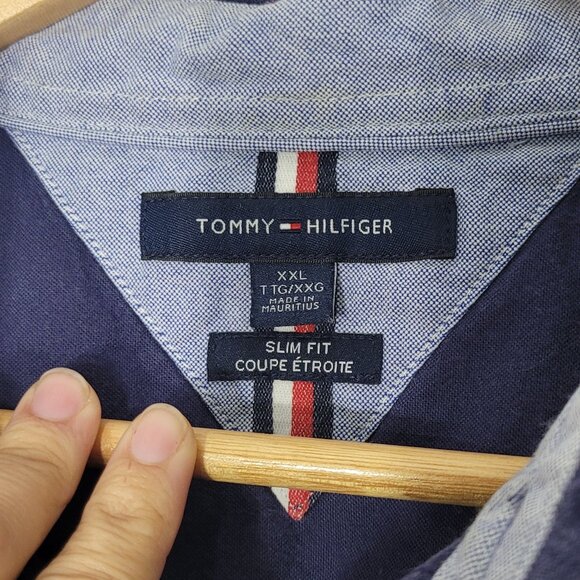 TOMMY HILFIGER
XXL
TTG/XXG
MADE IN
MAURITIUS
SLIM FIT
COUPE ÉTROITE